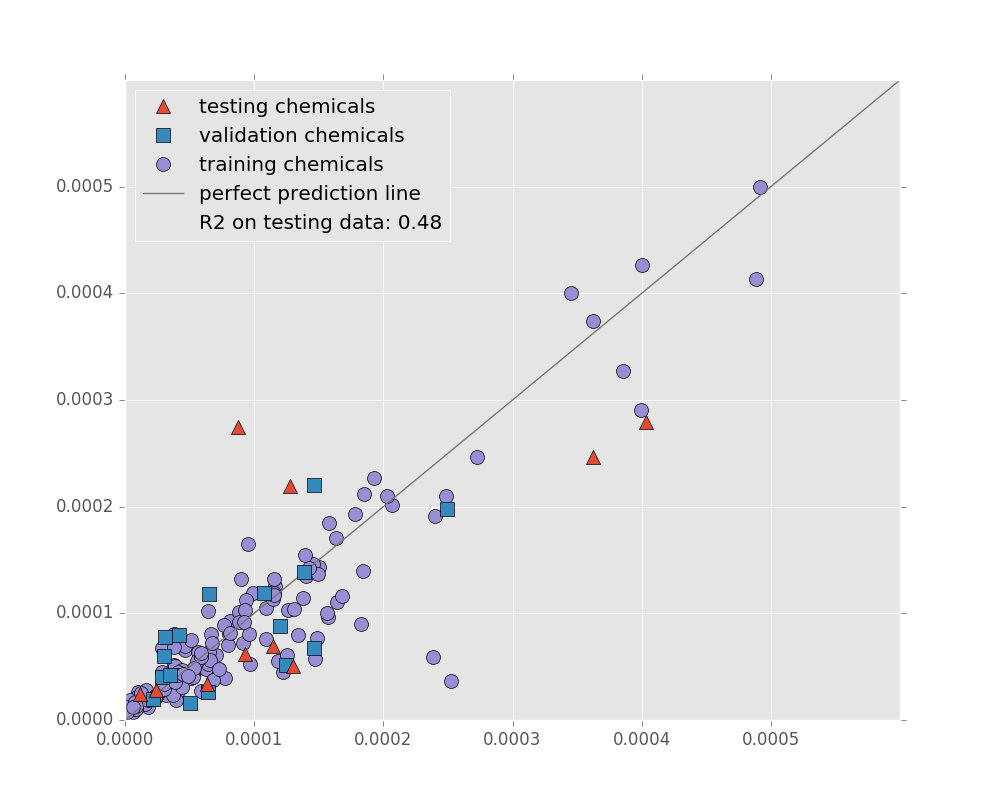 testing chemicals
validation chemicals
training chemicals
perfect prediction line
R2 on testing data: 0.48
0.0005
0.0004
0.0003
0.0002
0.0001
0.0000
0.0000 0.0001 0.0002 0.0003 0.0004 0.0005